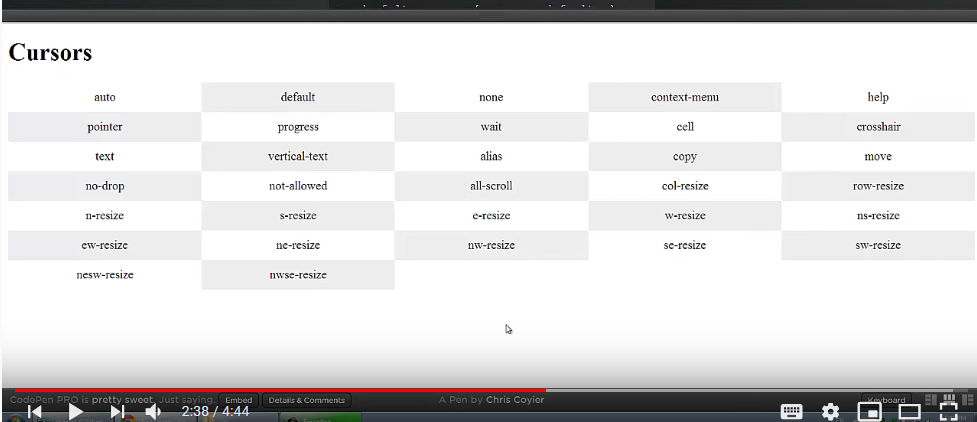 Cursors
auto default none context-menu help
pointer progress wait cell crosshair
text vertical-text alias copy move
no-drop not-allowed all-scroll col-resize row-resize
n-resize s-resize e-resize w-resize ns-resize
ew-resize ne-resize nw-resize se-resize sw-resize
nesw-resize nwse-resize
CodePen PRO is pretty sweet. Just saying. Embed Details & Comments A Pen by Chris Coyier Keyboard
2:38 / 4:44